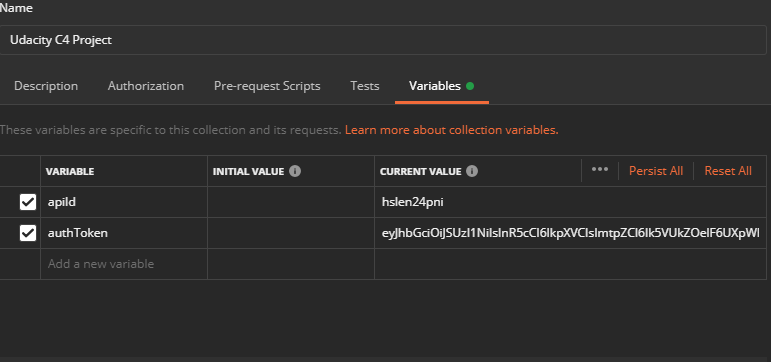 Name
Udacity C4 Project
Description Authorization Pre-request Scripts Tests Variables
These variables are specific to this collection and its requests. Learn more about collection variables.
VARIABLE INITIAL VALUE CURRENT VALUE ••• Persist All Reset All
apiId hslen24pni
authToken
Add a new variable